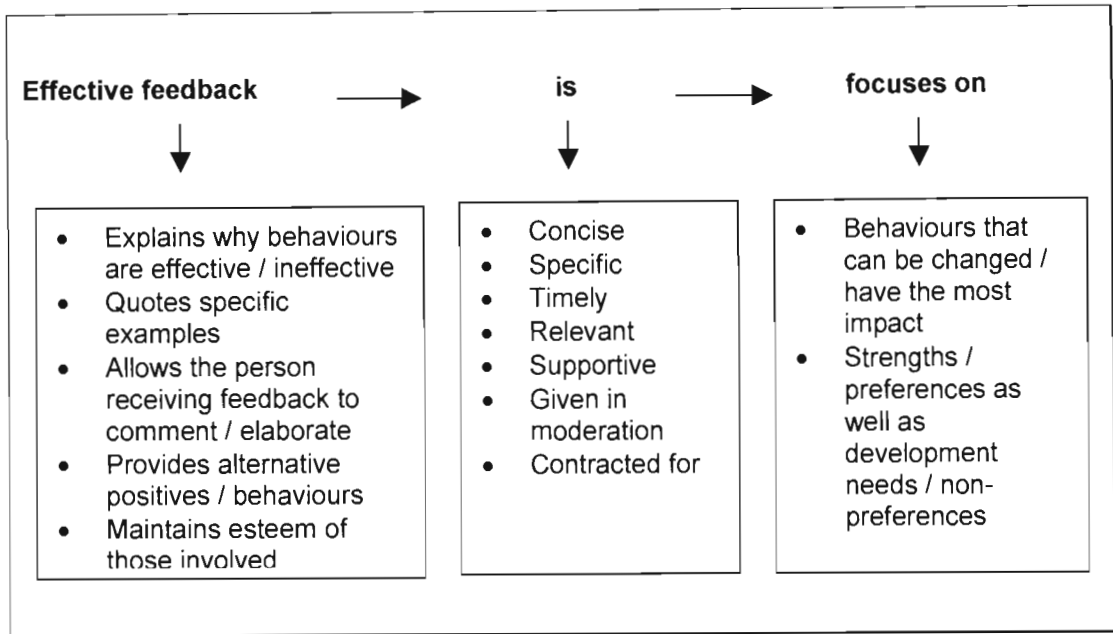 Effective feedback
is
focuses on
• Explains why behaviours
are effective / ineffective
• Quotes specific
examples
• Allows the person
receiving feedback to
comment / elaborate
• Provides alternative
positives / behaviours
• Maintains esteem of
those involved
• Concise
• Specific
• Timely
• Relevant
• Supportive
• Given in
moderation
• Contracted for
• Behaviours that
can be changed /
have the most
impact
• Strengths /
preferences as
well as
development
needs / non-
preferences